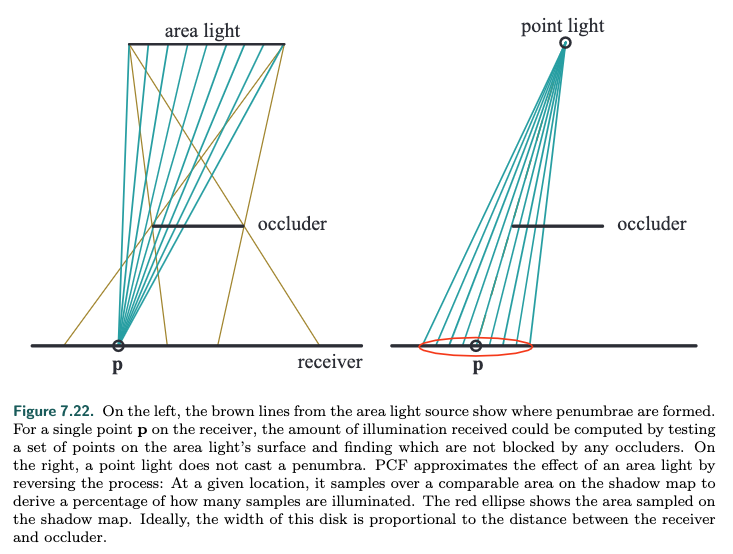 area light
point light
occluder
occluder
p
receiver
p
Figure 7.22. On the left, the brown lines from the area light source show where penumbrae are formed.
For a single point p on the receiver, the amount of illumination received could be computed by testing
a set of points on the area light's surface and finding which are not blocked by any occluders. On
the right, a point light does not cast a penumbra. PCF approximates the effect of an area light by
reversing the process: At a given location, it samples over a comparable area on the shadow map to
derive a percentage of how many samples are illuminated. The red ellipse shows the area sampled on
the shadow map. Ideally, the width of this disk is proportional to the distance between the receiver
and occluder.